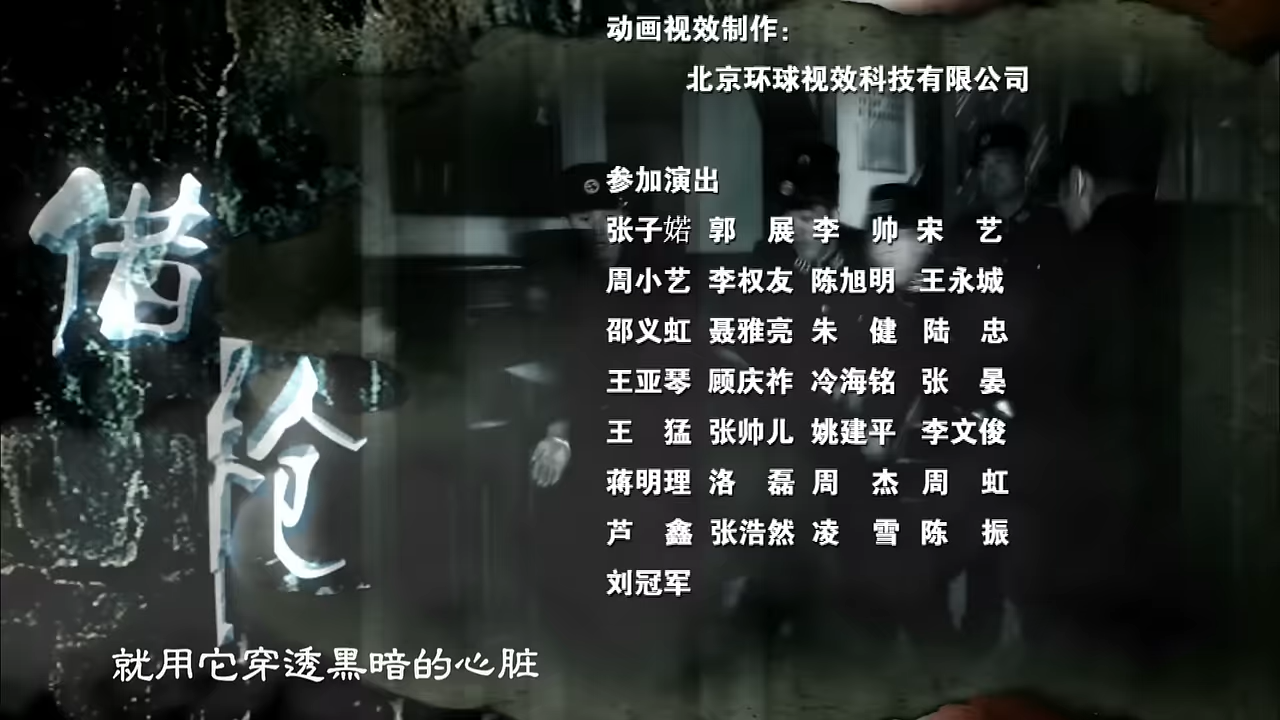 动画视效制作：
北京环球视效科技有限公司
参加演出
张子婼 郭展 李帅 宋艺
周小艺 李权友 陈旭明 王永城
邵义虹 聂雅亮 朱健 陆忠
王亚琴 顾庆祚 冷海铭 张晏
王猛 张帅儿 姚建平 李文俊
蒋明理 洛磊 周杰 周虹
芦鑫 张浩然 凌雪 陈振
刘冠军
借枪
就用它穿透黑暗的心脏